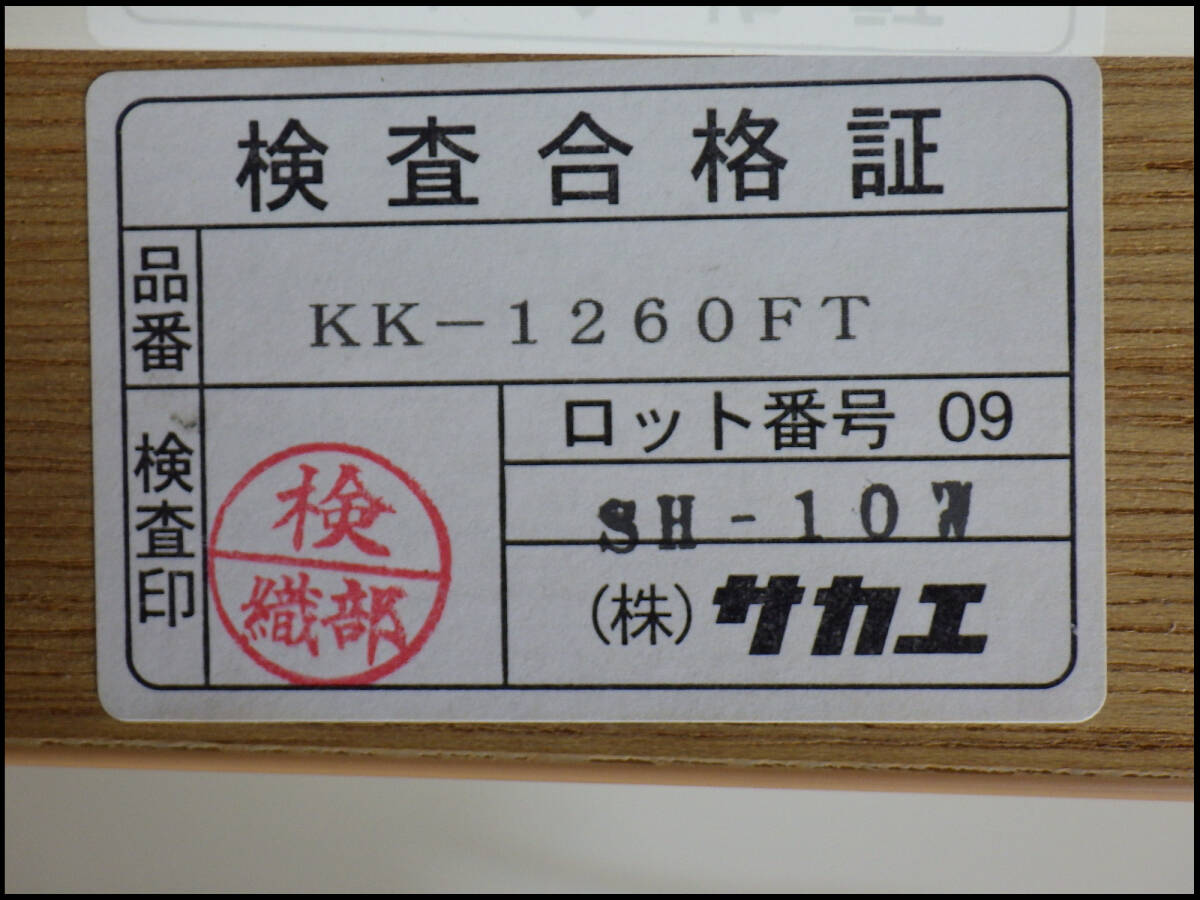 検査合格証
品番 KK-1260FT
検査印
検
織部
ロット番号 09
SH-10W
(株)サカエ